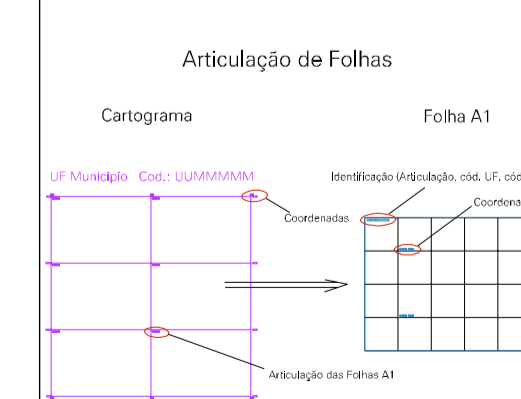 Articulação de Folhas
Cartograma
Folha A1
UF Município Cod.: UUMMMMM
Identificação (Articulação, cód. UF, cód
Coordena
Coordenadas
Articulação das Folhas A1